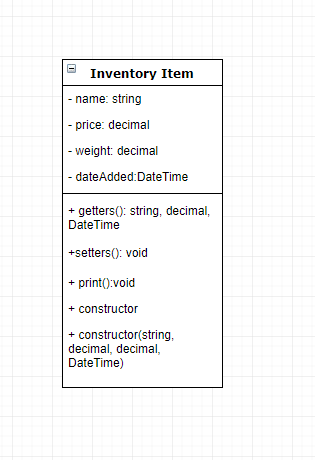 Inventory Item
- name: string
- price: decimal
- weight: decimal
- dateAdded:DateTime
+ getters(): string, decimal,
DateTime
+setters(): void
+ print():void
+ constructor
+ constructor(string,
decimal, decimal,
DateTime)